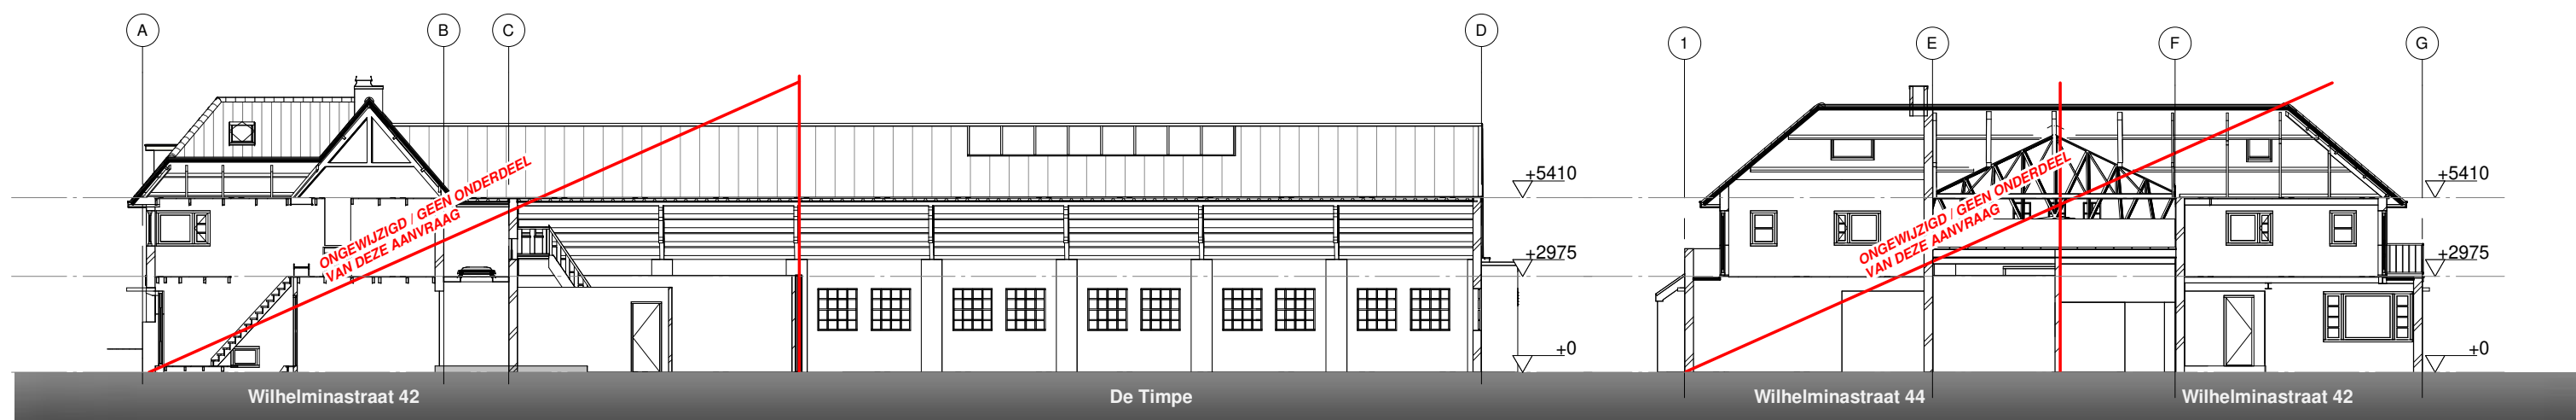 A
B
C
D
1
E
F
G
ONGEWIJZIGD / GEEN ONDERDEEL
VAN DEZE AANVRAAG
+5410
+2975
+0
ONGEWIJZIGD / GEEN ONDERDEEL
VAN DEZE AANVRAAG
+5410
+2975
+0
Wilhelminastraat 42
De Timpe
Wilhelminastraat 44
Wilhelminastraat 42